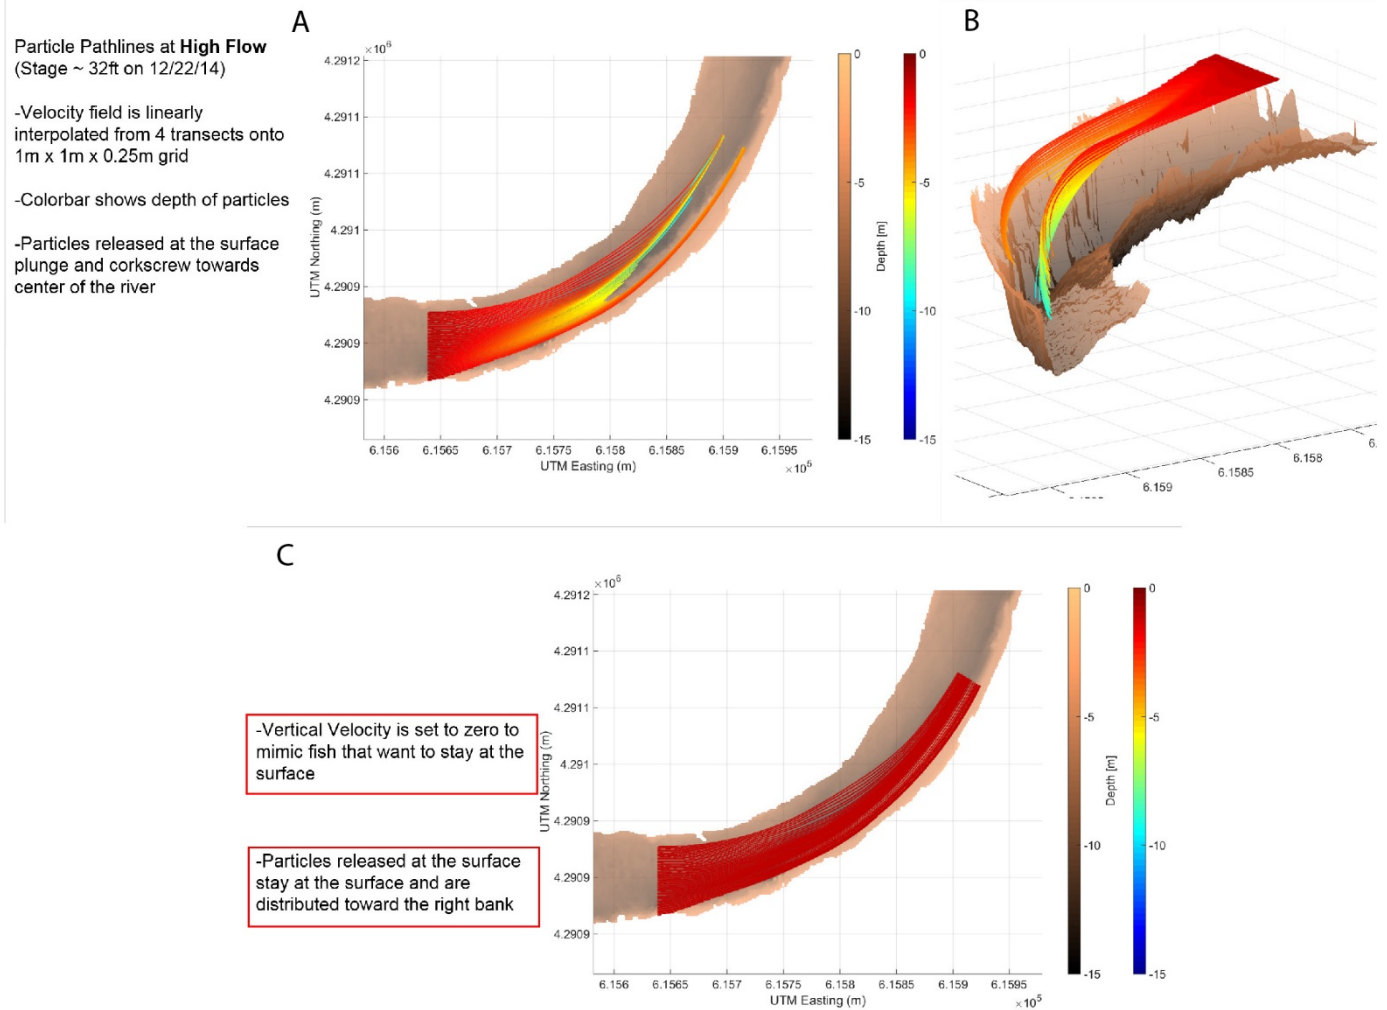 A
B
Particle Pathlines at High Flow
(Stage ~ 32ft on 12/22/14)
-Velocity field is linearly
interpolated from 4 transects onto
1m x 1m x 0.25m grid
-Colorbar shows depth of particles
-Particles released at the surface
plunge and corkscrew towards
center of the river
×10⁶
4.2912
4.2911
4.2911
4.291
4.2909
4.2909
4.2909
UTM Northing (m)
6.156
6.1565
6.157
6.1575
6.158
6.1585
6.159
6.1595
UTM Easting (m)
×10⁵
0
-5
-10
-15
Depth [m]
0
-5
-10
-15
6.159
6.1585
6.158
6.
C
-Vertical Velocity is set to zero to
mimic fish that want to stay at the
surface
-Particles released at the surface
stay at the surface and are
distributed toward the right bank
×10⁶
4.2912
4.2911
4.2911
4.291
4.2909
4.2909
4.2909
UTM Northing (m)
6.156
6.1565
6.157
6.1575
6.158
6.1585
6.159
6.1595
UTM Easting (m)
×10⁵
0
-5
-10
-15
Depth [m]
0
-5
-10
-15